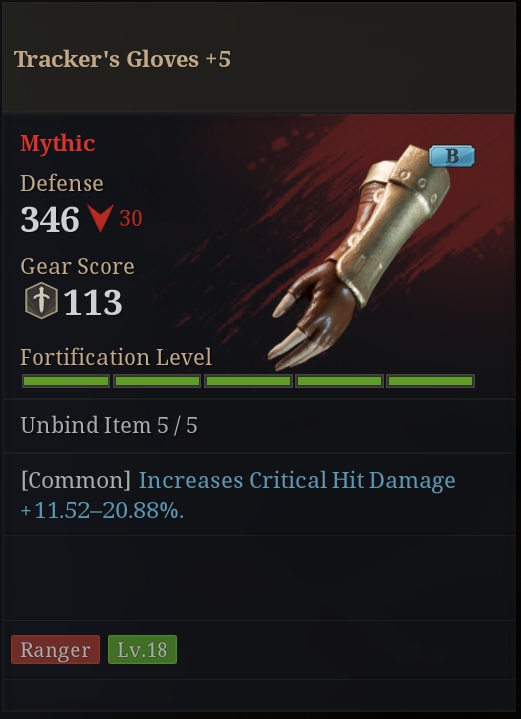 Tracker's Gloves +5
Mythic
B
Defense
346 30
Gear Score
113
Fortification Level
Unbind Item 5 / 5
[Common] Increases Critical Hit Damage
+11.52–20.88%.
Ranger Lv.18